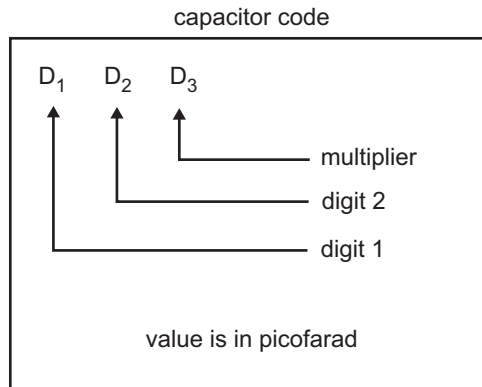 capacitor code
D₁ D₂ D₃
multiplier
digit 2
digit 1
value is in picofarad